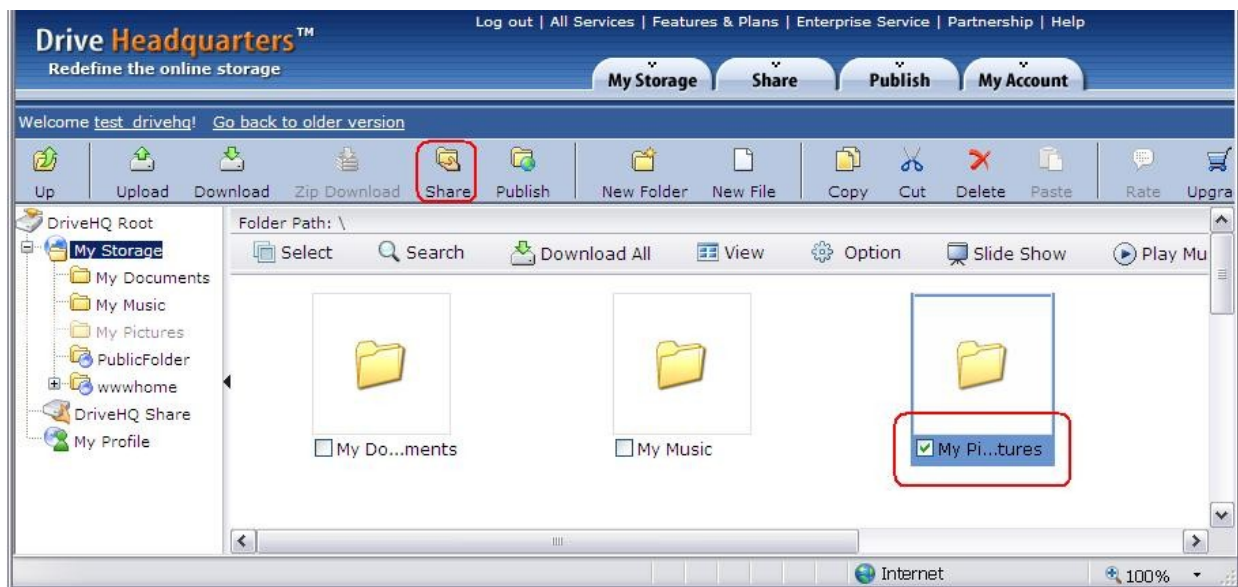 Log out | All Services | Features & Plans | Enterprise Service | Partnership | Help
Drive Headquarters™
Redefine the online storage
My Storage Share Publish My Account
Welcome test_drivehq! Go back to older version
Up Upload Download Zip Download Share Publish New Folder New File Copy Cut Delete Paste Rate Upgra
DriveHQ Root
My Storage
My Documents
My Music
My Pictures
PublicFolder
wwwhome
DriveHQ Share
My Profile
Folder Path: \
Select Search Download All View Option Slide Show Play Mu
My Do...ments My Music My Pi...tures
Internet 100%